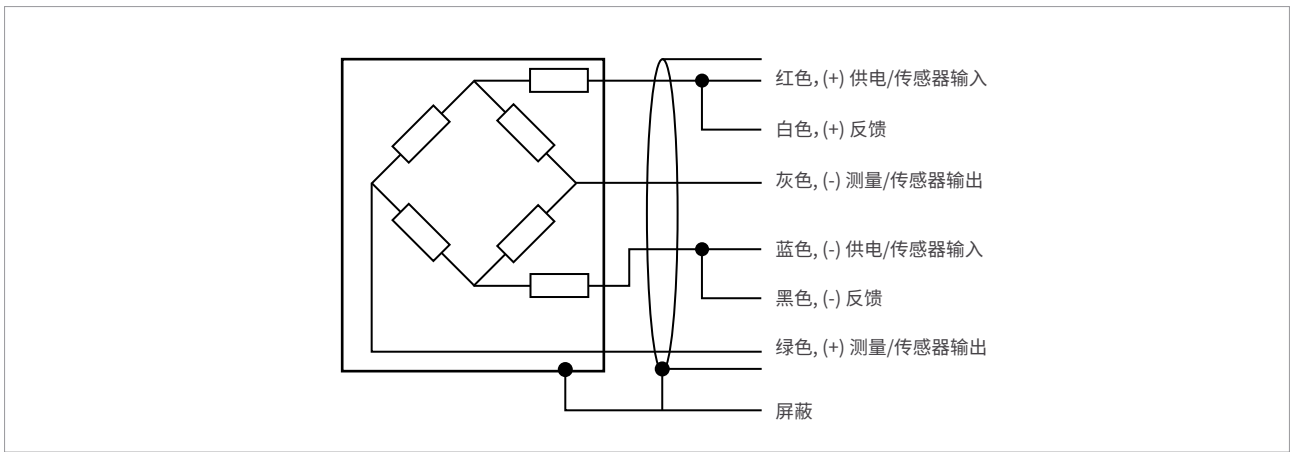 红色，(+) 供电/传感器输入
白色，(+) 反馈
灰色, (-) 测量/传感器输出
蓝色, (-) 供电/传感器输入
黑色, (-) 反馈
绿色, (+) 测量/传感器输出
屏蔽